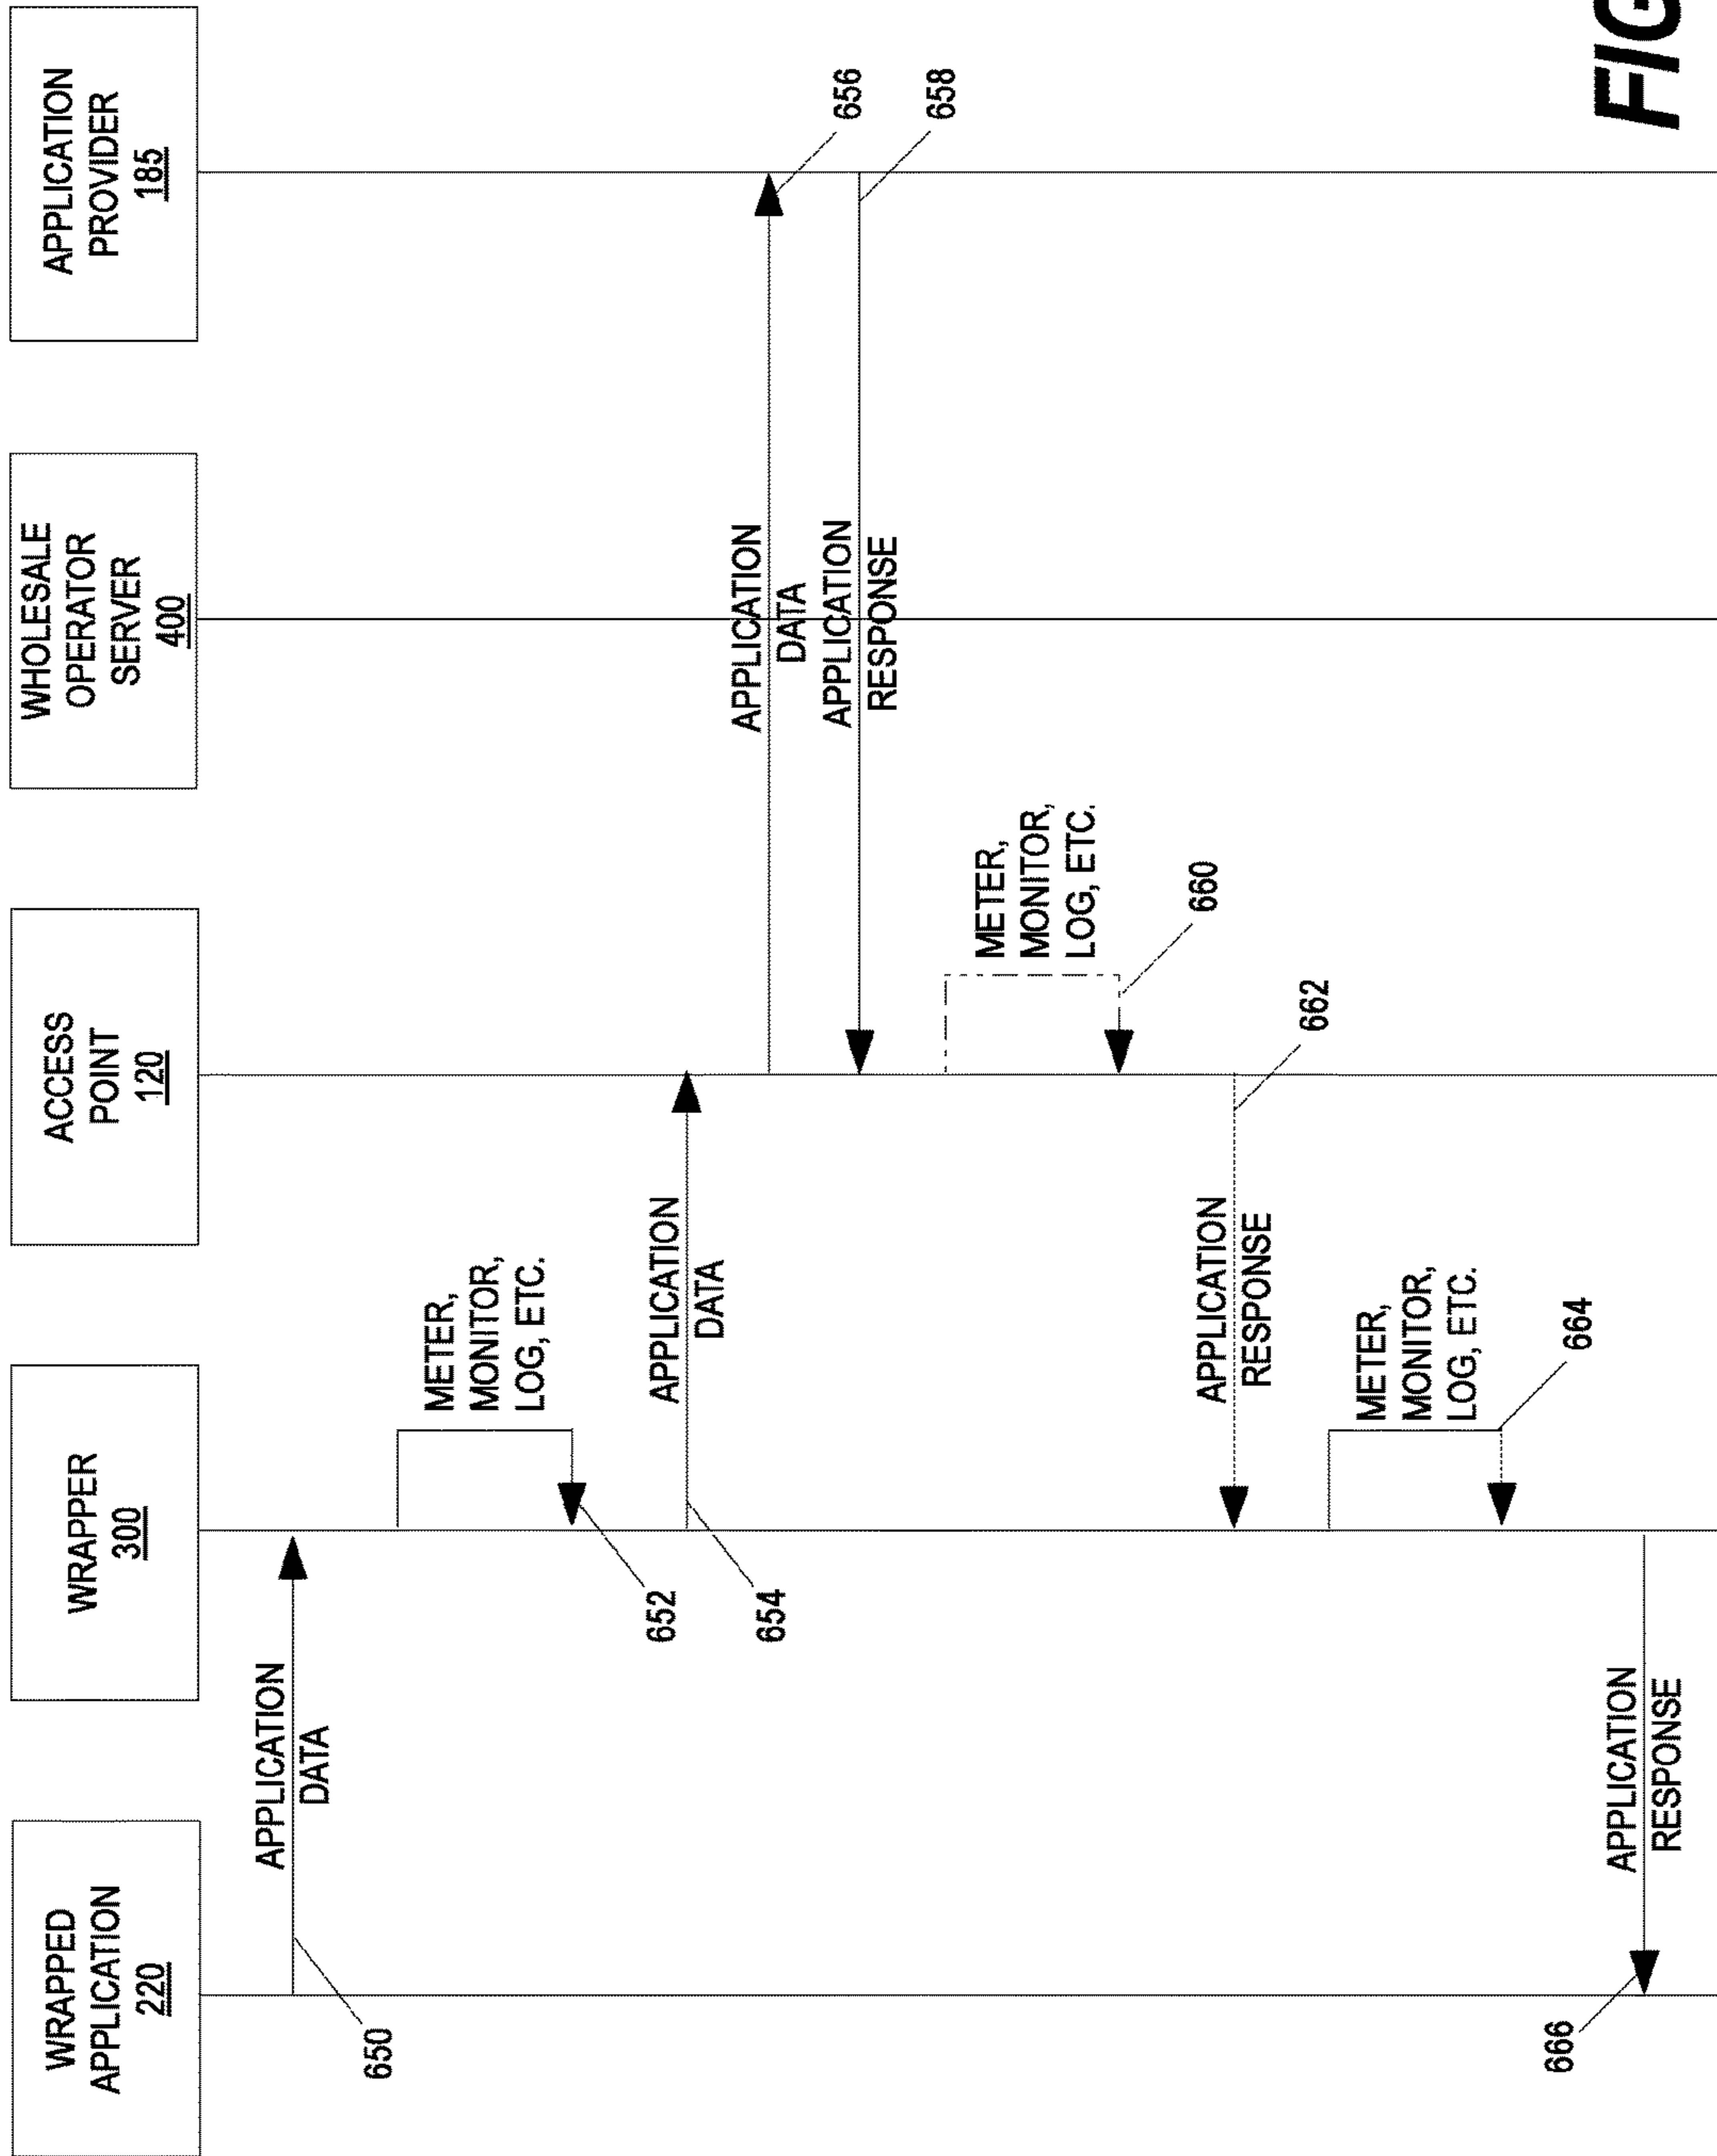 WRAPPED
APPLICATION
220
WRAPPER
300
ACCESS
POINT
120
WHOLESALE
OPERATOR
SERVER
400
APPLICATION
PROVIDER
185
APPLICATION
DATA
650
METER,
MONITOR,
LOG, ETC.
652
APPLICATION
DATA
654
APPLICATION
DATA
656
APPLICATION
RESPONSE
658
METER,
MONITOR,
LOG, ETC.
660
APPLICATION
RESPONSE
662
METER,
MONITOR,
LOG, ETC.
664
APPLICATION
RESPONSE
666
FIG